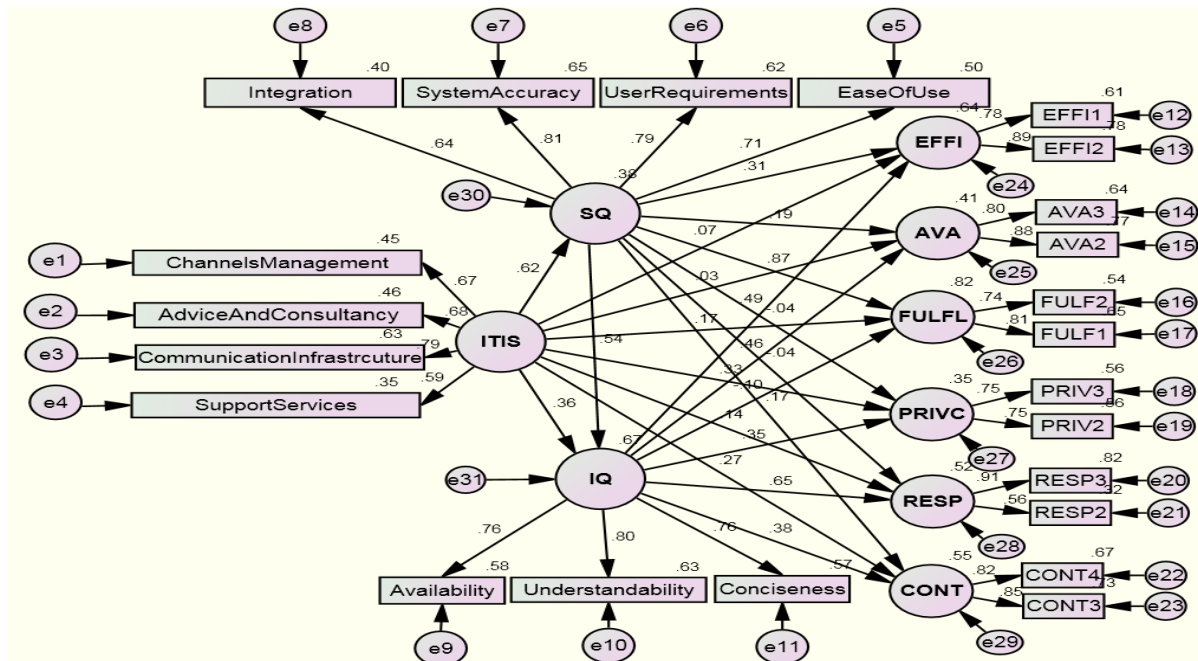 e8 e7 e6 e5
.40 .65 .62 .50
Integration SystemAccuracy UserRequirements EaseOfUse
.64 .81 .79 .71
.64 .78 EFFI1 .61 e12
EFFI .89 EFFI2 .78 e13
.31 e24
e30 SQ .38
.19 .41 .80 AVA3 .64 e14
AVA .88 AVA2 .77 e15
.07 e25
e1 ChannelsManagement .45
.67 .62 .03 .87
.82 .74 FULF2 .54 e16
FULFL .81 FULF1 .65 e17
e26
e2 AdviceAndConsultancy .46
.68 .49 -.04 .17
e3 CommunicationInfrastrcuture .63
.79 ITIS .54 .46 -.04
e4 SupportServices .35
.59 .33 .10 .17
.35 .75 PRIV3 .56 e18
PRIVC .75 PRIV2 .56 e19
e27
.36 .14 .35
.67 .27
e31 IQ .65
.52 .91 RESP3 .82 e20
RESP .56 RESP2 .32 e21
e28
.76 .80 .76 .38
.55 .82 CONT4 .67 e22
CONT .85 CONT3 .73 e23
e29
.58 .63 .57
Availability Understandability Conciseness
e9 e10 e11